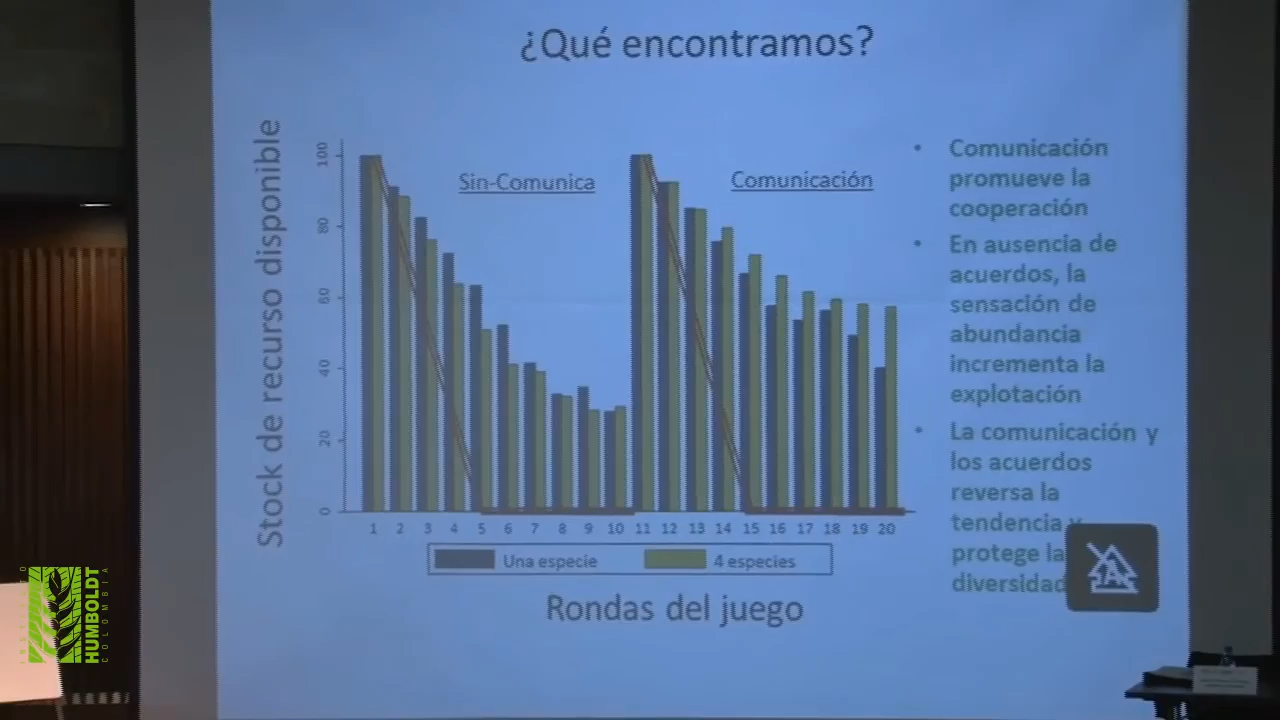 ¿Qué encontramos?
Stock de recurso disponible
100
80
60
40
20
0
Sin-Comunica
Comunicación
1 2 3 4 5 6 7 8 9 10 11 12 13 14 15 16 17 18 19 20
Una especie
4 especies
Rondas del juego
• Comunicación
promueve la
cooperación
• En ausencia de
acuerdos, la
sensación de
abundancia
incrementa la
explotación
• La comunicación y
los acuerdos
reversa la
tendencia y
protege la
diversidad
HUMBOLDT
COLOMBIA